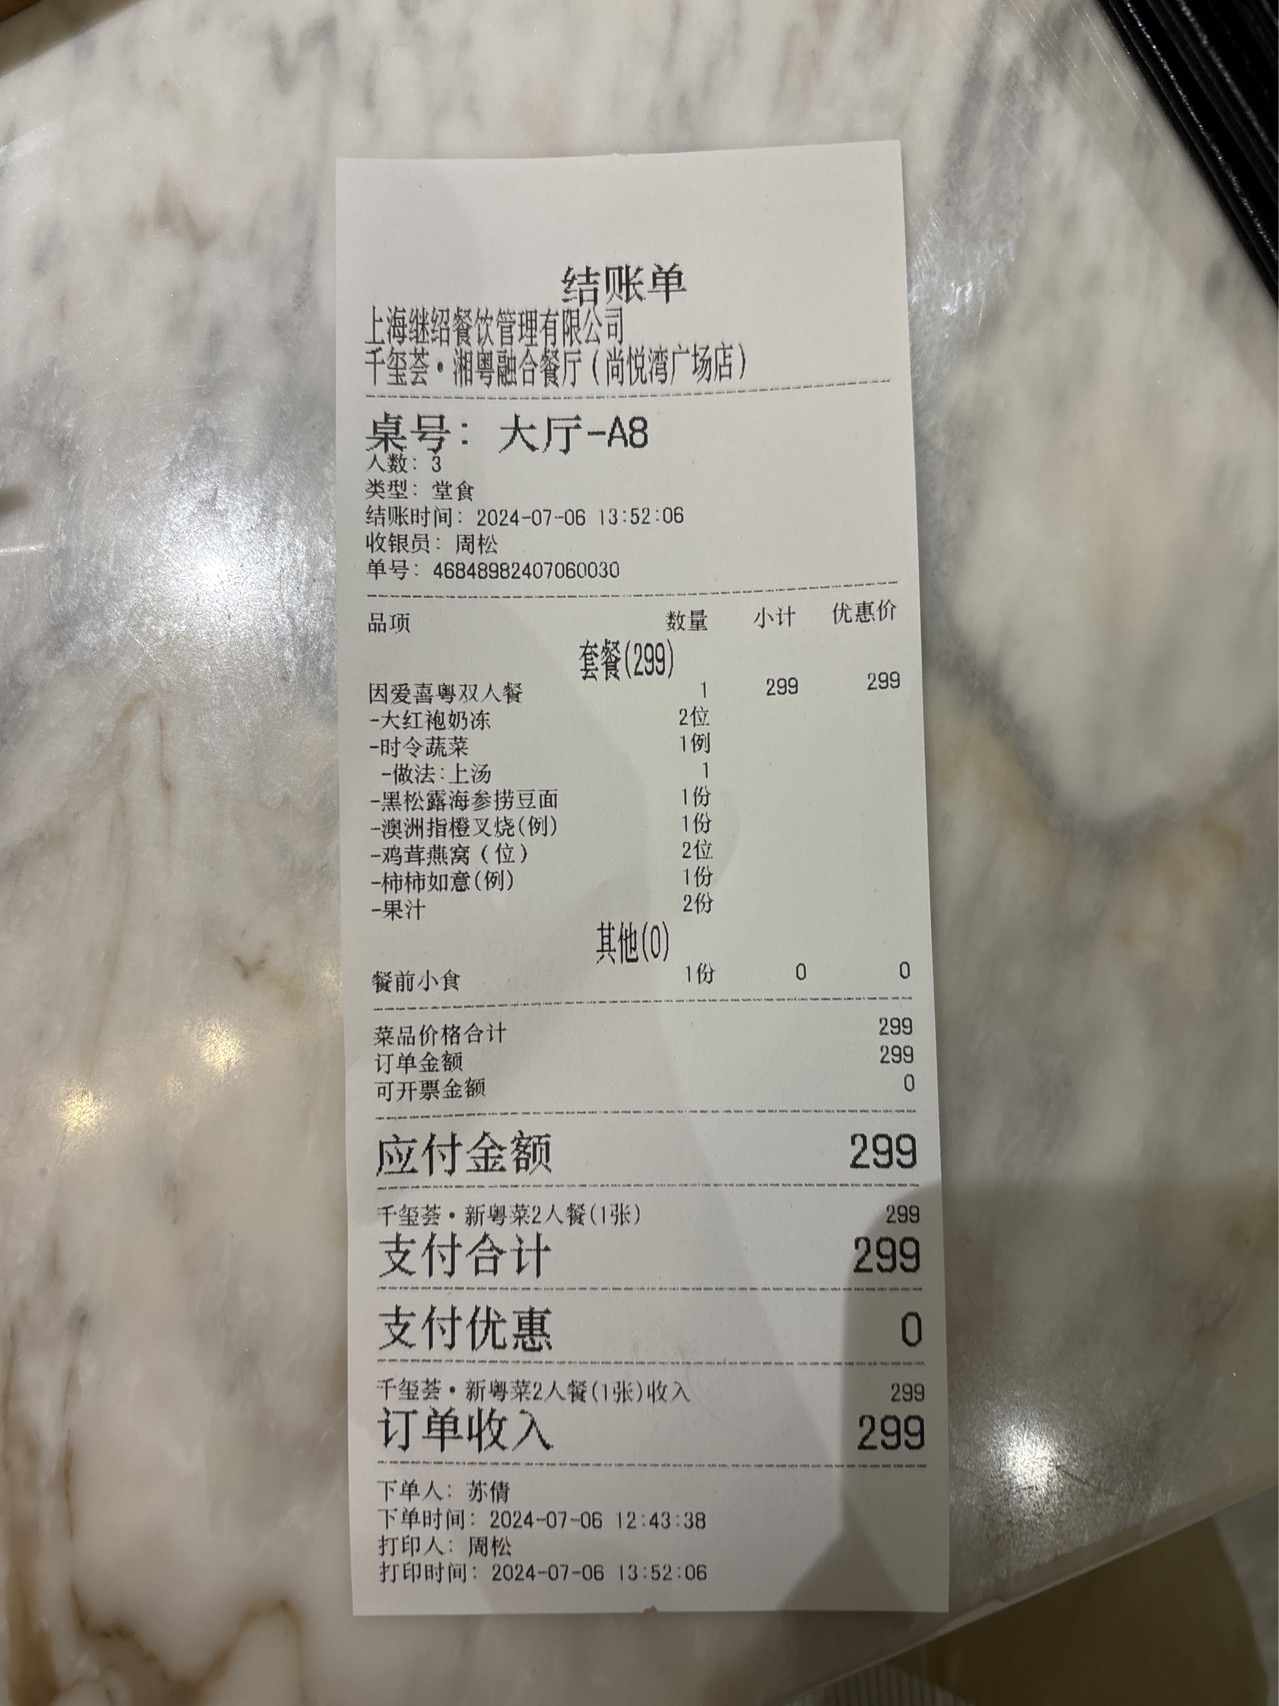 结账单
上海继绍餐饮管理有限公司
千玺荟·湘粤融合餐厅(尚悦湾广场店)
桌号: 大厅-A8
人数: 3
类型: 堂食
结账时间: 2024-07-06 13:52:06
收银员: 周松
单号: 46848982407060030
品项 数量 小计 优惠价
套餐(299)
因爱喜粤双人餐 1 299 299
-大红袍奶冻 2位
-时令蔬菜 1例
-做法:上汤 1
-黑松露海参捞豆面 1份
-澳洲指橙叉烧(例) 1份
-鸡茸燕窝(位) 2位
-柿柿如意(例) 1份
-果汁 2份
其他(0)
餐前小食 1份 0 0
菜品价格合计 299
订单金额 299
可开票金额 0
应付金额 299
千玺荟·新粤菜2人餐(1张) 299
支付合计 299
支付优惠 0
千玺荟·新粤菜2人餐(1张)收入 299
订单收入 299
下单人: 苏倩
下单时间: 2024-07-06 12:43:38
打印人: 周松
打印时间: 2024-07-06 13:52:06